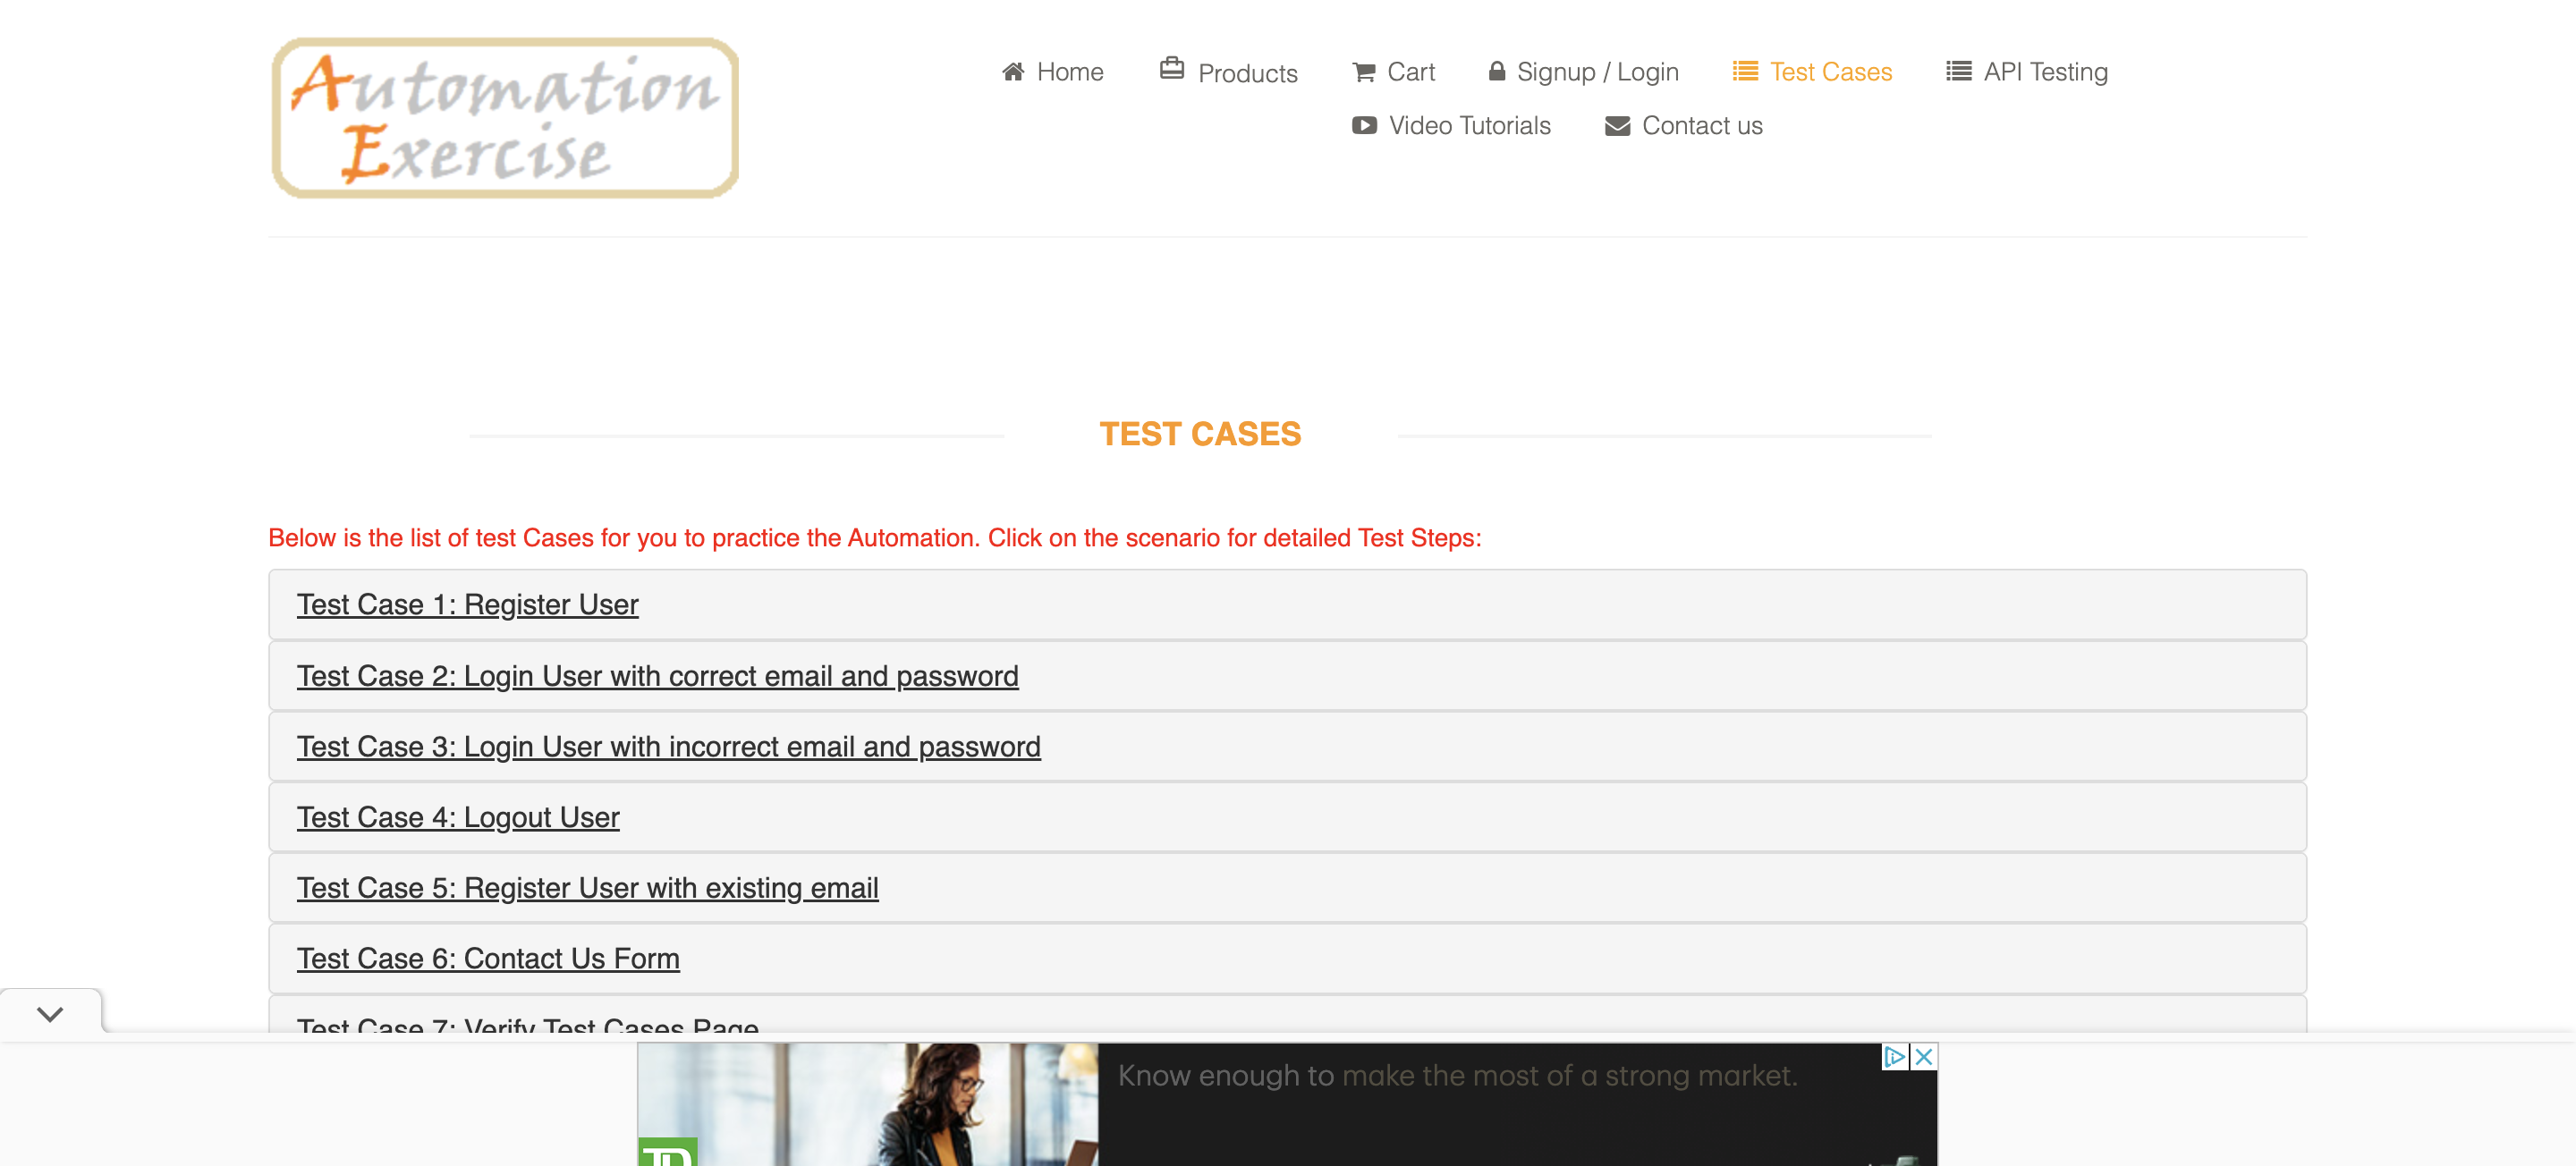 Automation
Exercise
Home
Products
Cart
Signup / Login
Test Cases
API Testing
Video Tutorials
Contact us
TEST CASES
Below is the list of test Cases for you to practice the Automation. Click on the scenario for detailed Test Steps:
Test Case 1: Register User
Test Case 2: Login User with correct email and password
Test Case 3: Login User with incorrect email and password
Test Case 4: Logout User
Test Case 5: Register User with existing email
Test Case 6: Contact Us Form
Test Case 7: Verify Test Cases Page
Know enough to make the most of a strong market.
TD